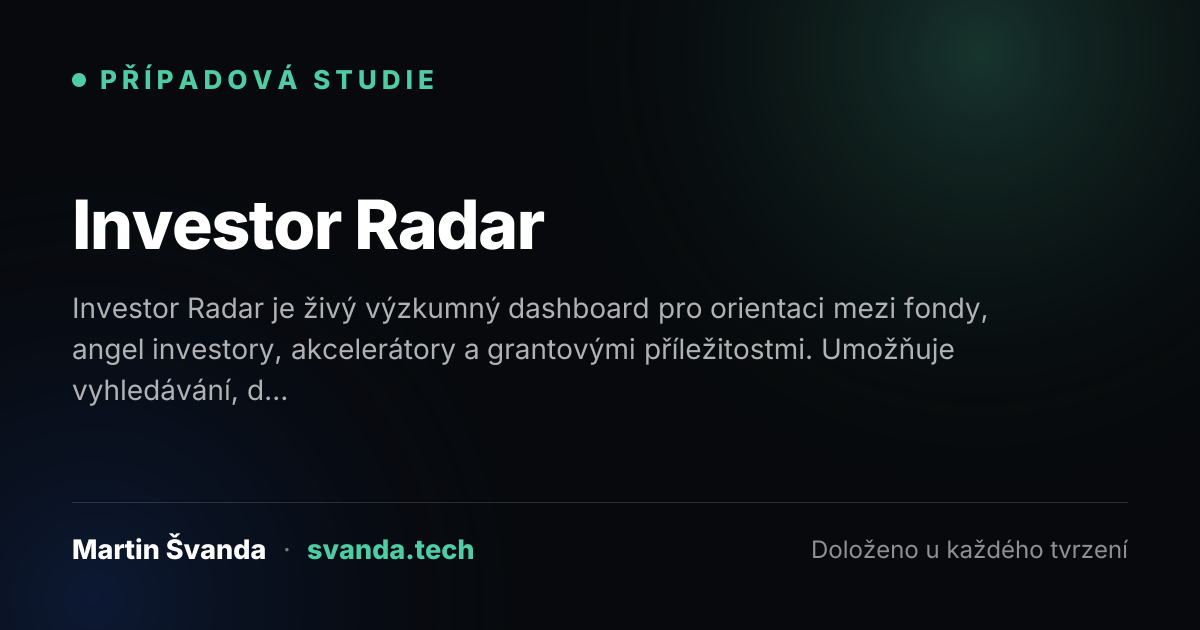 PŘÍPADOVÁ STUDIE
Investor Radar
Investor Radar je živý výzkumný dashboard pro orientaci mezi fondy,
angel investory, akcelerátory a grantovými příležitostmi. Umožňuje
vyhledávání, d...
Martin Švanda · svanda.tech
Doloženo u každého tvrzení